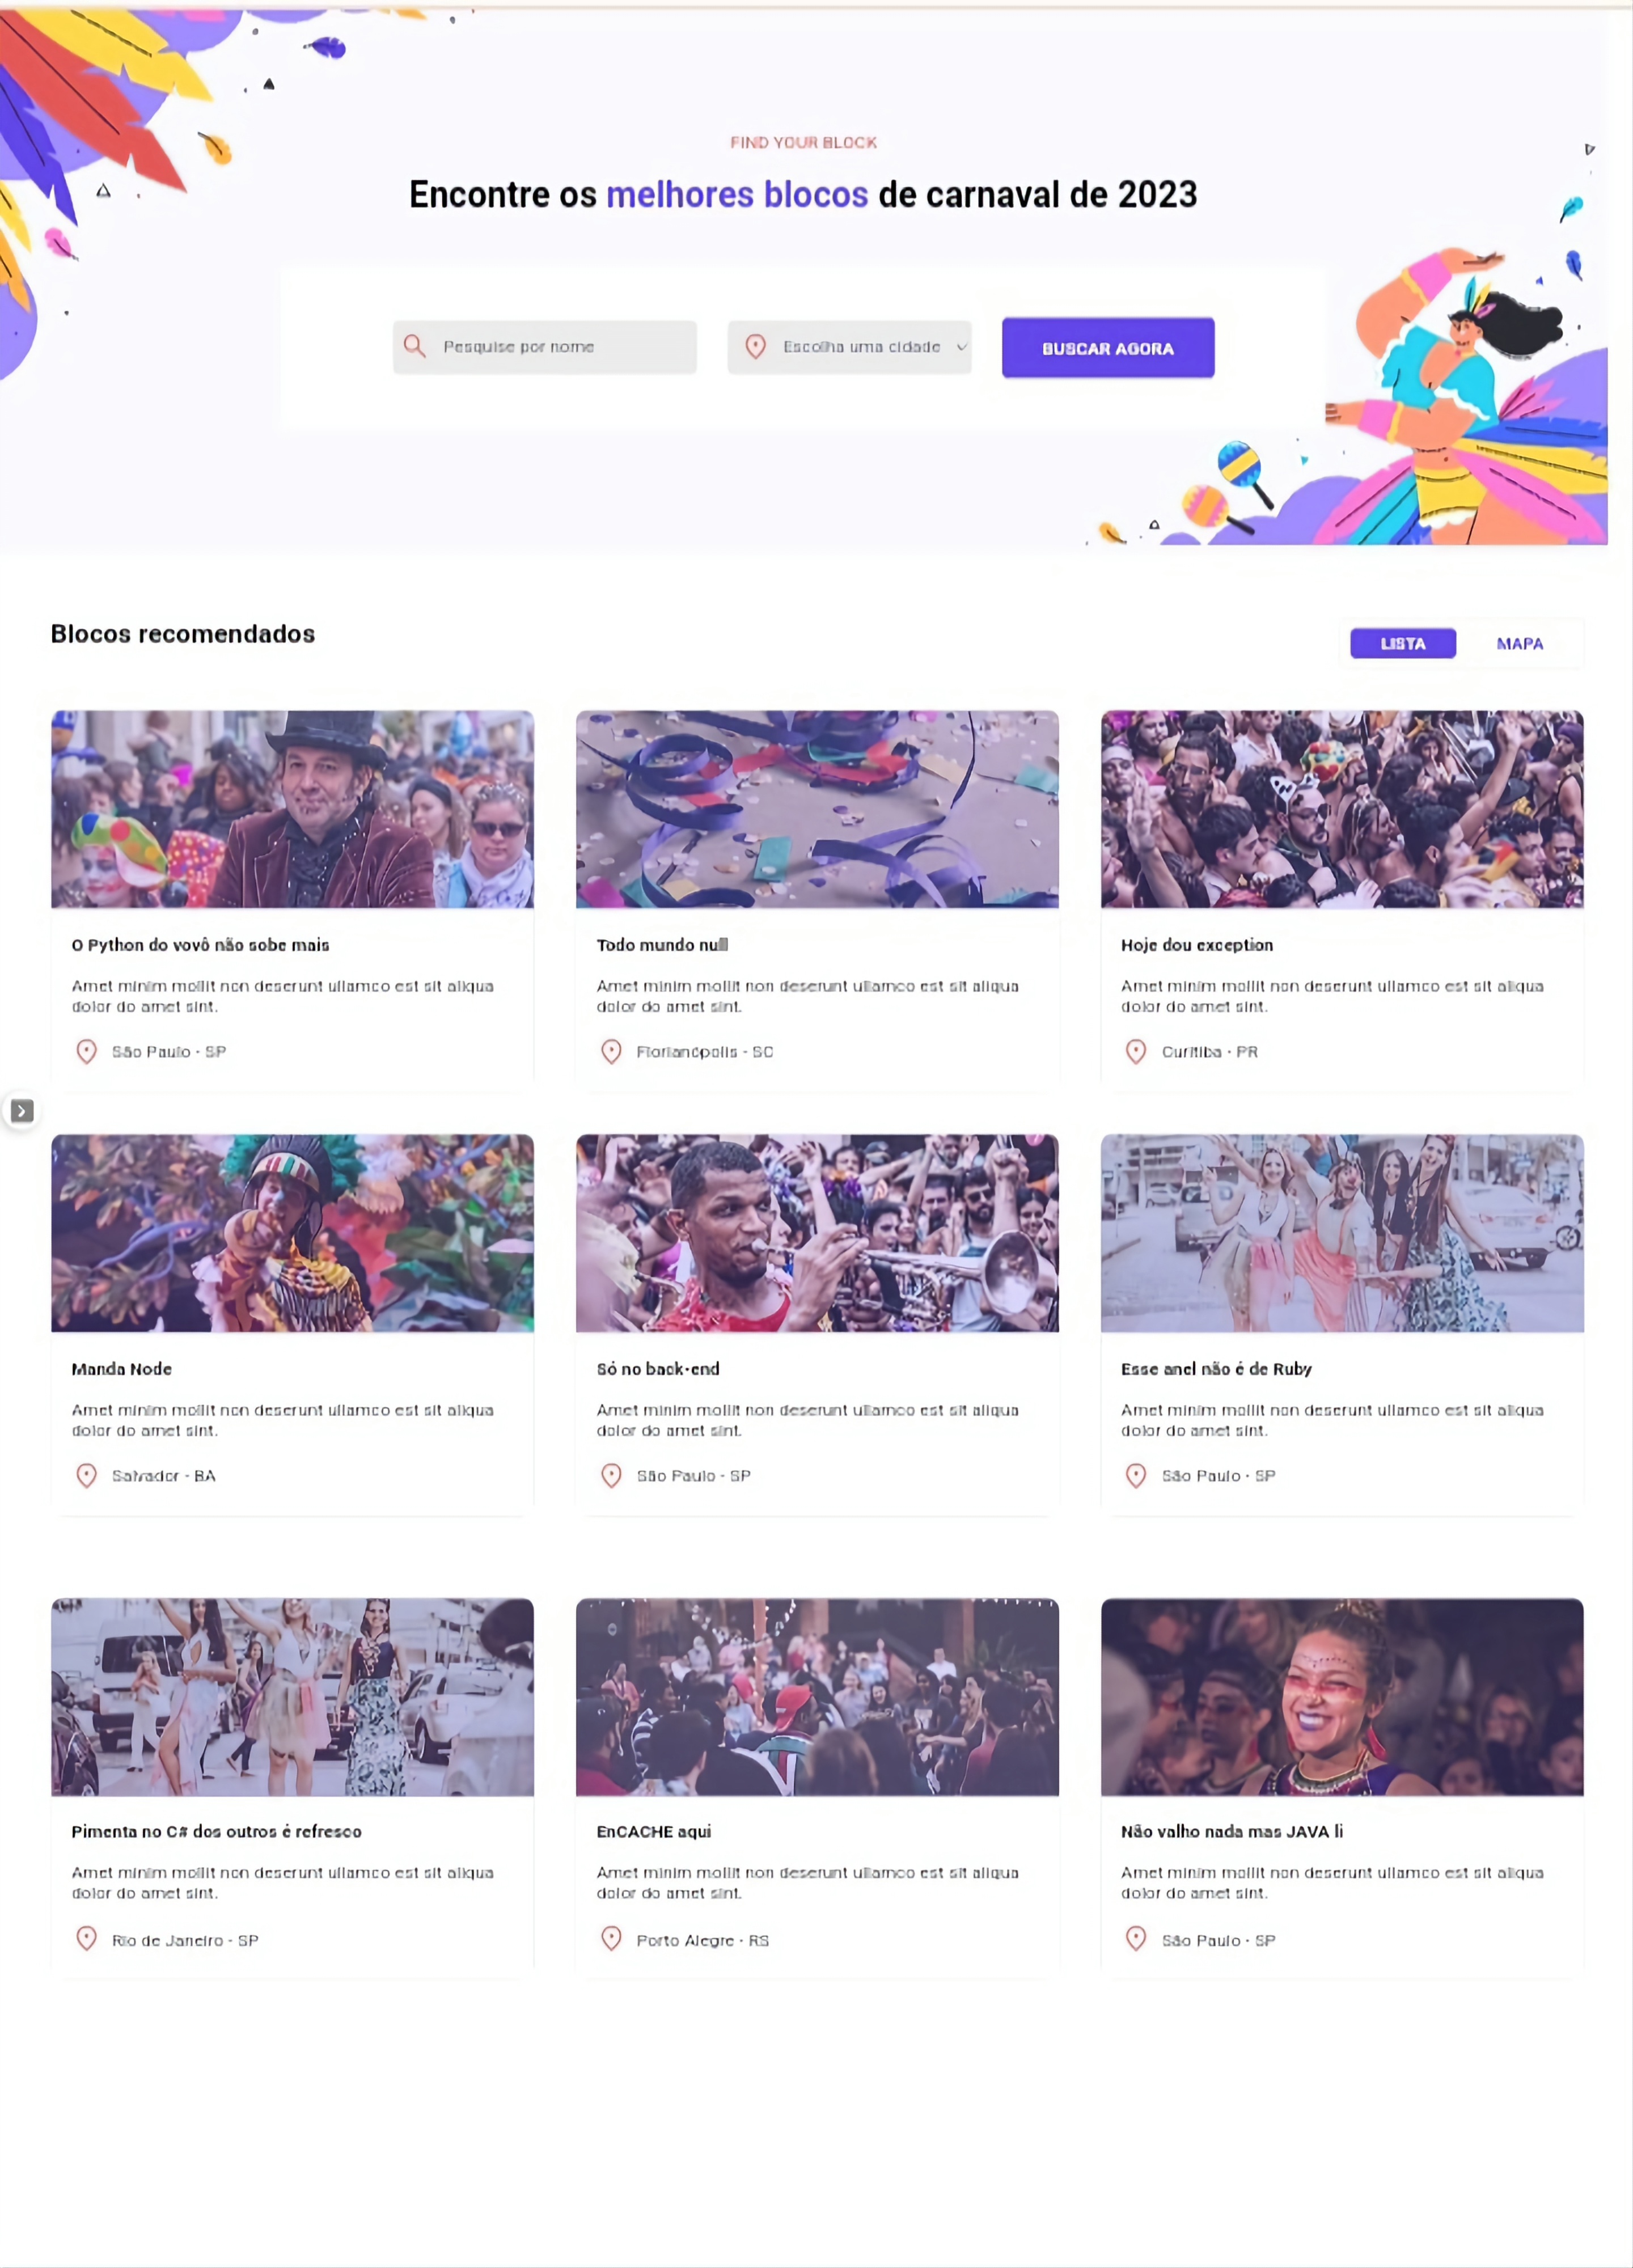 FIND YOUR BLOCK
Encontre os melhores blocos de carnaval de 2023
Pesquise por nome
Escolha uma cidade
BUSCAR AGORA
Blocos recomendados
LISTA
MAPA
O Python do vovô não sobe mais
Amet minim mollit non deserunt ullamco est sit aliqua
dolor do amet sint.
São Paulo - SP
Todo mundo null
Amet minim mollit non deserunt ullamco est sit aliqua
dolor do amet sint.
Florianópolis - SC
Hoje dou exception
Amet minim mollit non deserunt ullamco est sit aliqua
dolor do amet sint.
Curitiba - PR
Manda Node
Amet minim mollit non deserunt ullamco est sit aliqua
dolor do amet sint.
Salvador - BA
Só no back-end
Amet minim mollit non deserunt ullamco est sit aliqua
dolor do amet sint.
São Paulo - SP
Esse anel não é de Ruby
Amet minim mollit non deserunt ullamco est sit aliqua
dolor do amet sint.
São Paulo - SP
Pimenta no C# dos outros é refresco
Amet minim mollit non deserunt ullamco est sit aliqua
dolor do amet sint.
Rio de Janeiro - SP
EnCACHE aqui
Amet minim mollit non deserunt ullamco est sit aliqua
dolor do amet sint.
Porto Alegre - RS
Não valho nada mas JAVA li
Amet minim mollit non deserunt ullamco est sit aliqua
dolor do amet sint.
São Paulo - SP